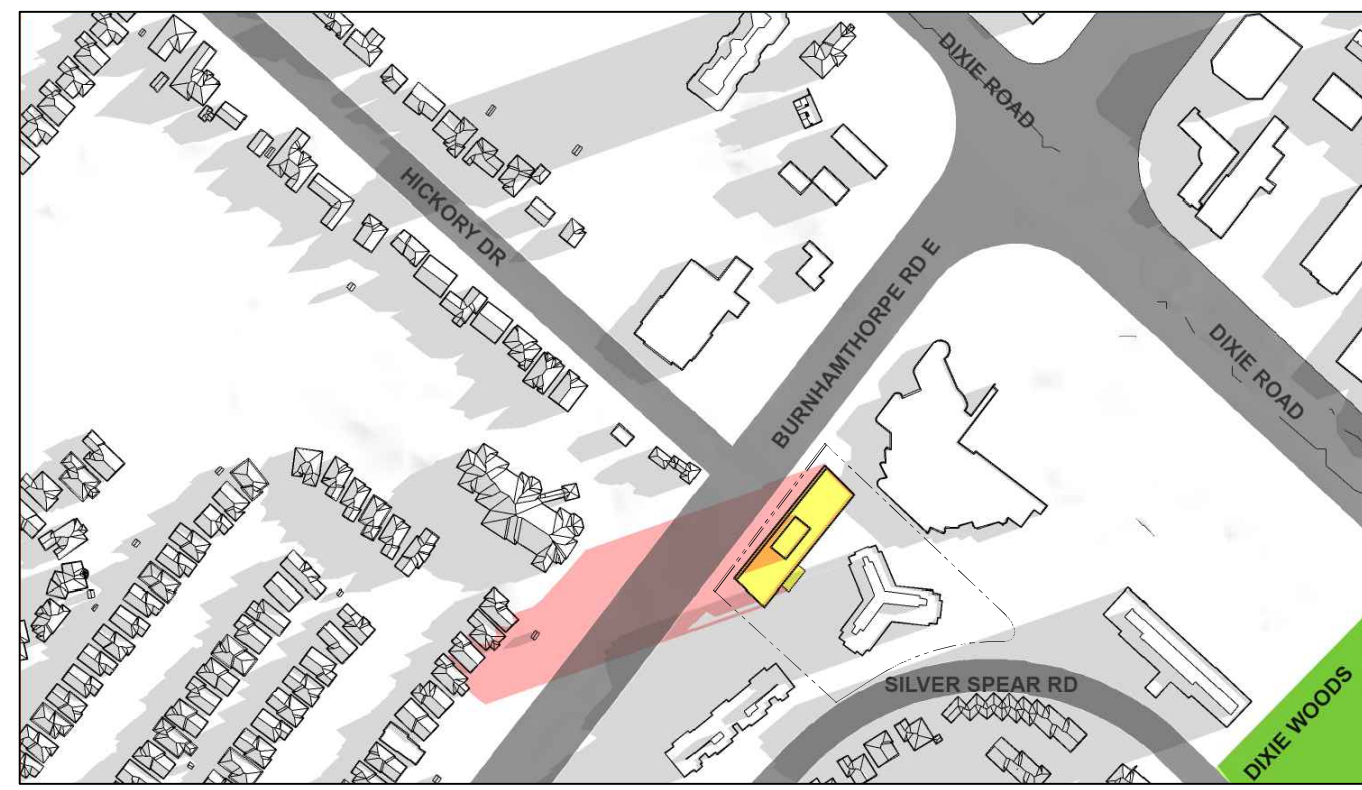 DIXIE ROAD
HICKORY DR
BURNHAMTHORPE RD E
DIXIE ROAD
SILVER SPEAR RD
DIXIE WOODS